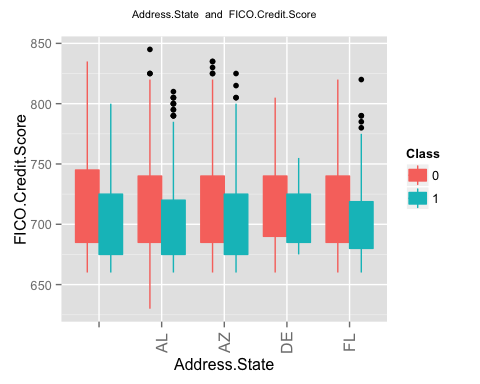 Address.State and FICO.Credit.Score
850
800
750
700
650
FICO.Credit.Score
AL
AZ
DE
FL
Address.State
Class
0
1